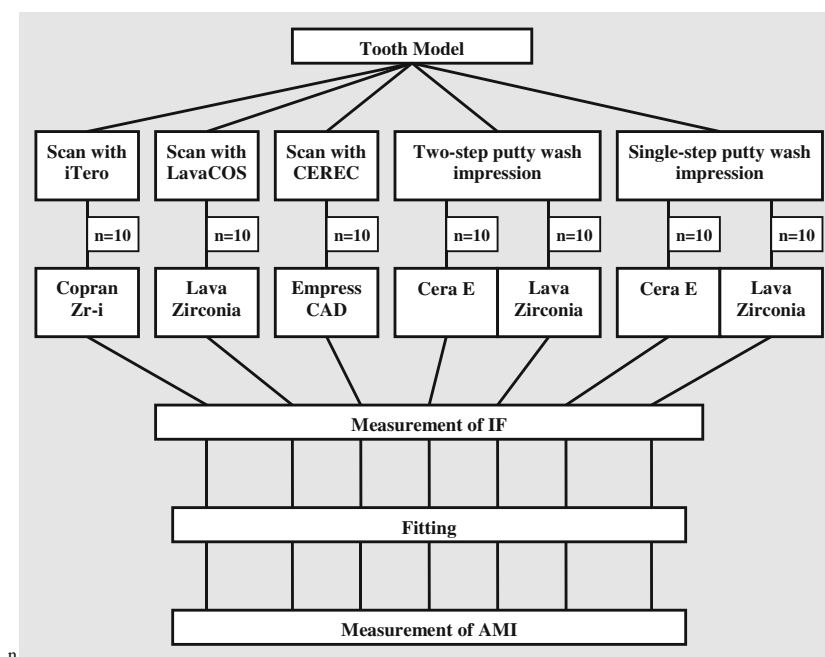 Tooth Model
Scan with
iTero
Scan with
LavaCOS
Scan with
CEREC
Two-step putty wash
impression
Single-step putty wash
impression
n=10
n=10
n=10
n=10
n=10
n=10
n=10
Copran
Zr-i
Lava
Zirconia
Empress
CAD
Cera E
Lava
Zirconia
Cera E
Lava
Zirconia
Measurement of IF
Fitting
Measurement of AMI
n